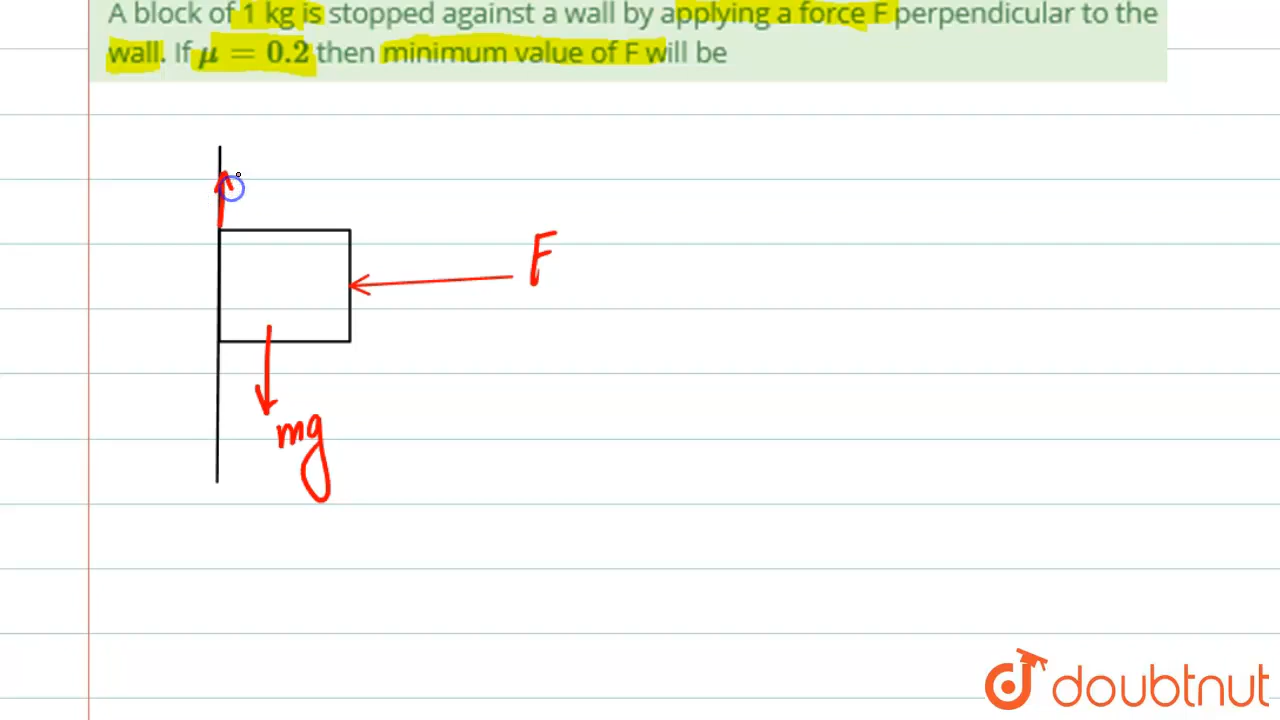 A block of 1 kg is stopped against a wall by applying a force F perpendicular to the
wall. If μ = 0.2 then minimum value of F will be
F
mg
doubtnut